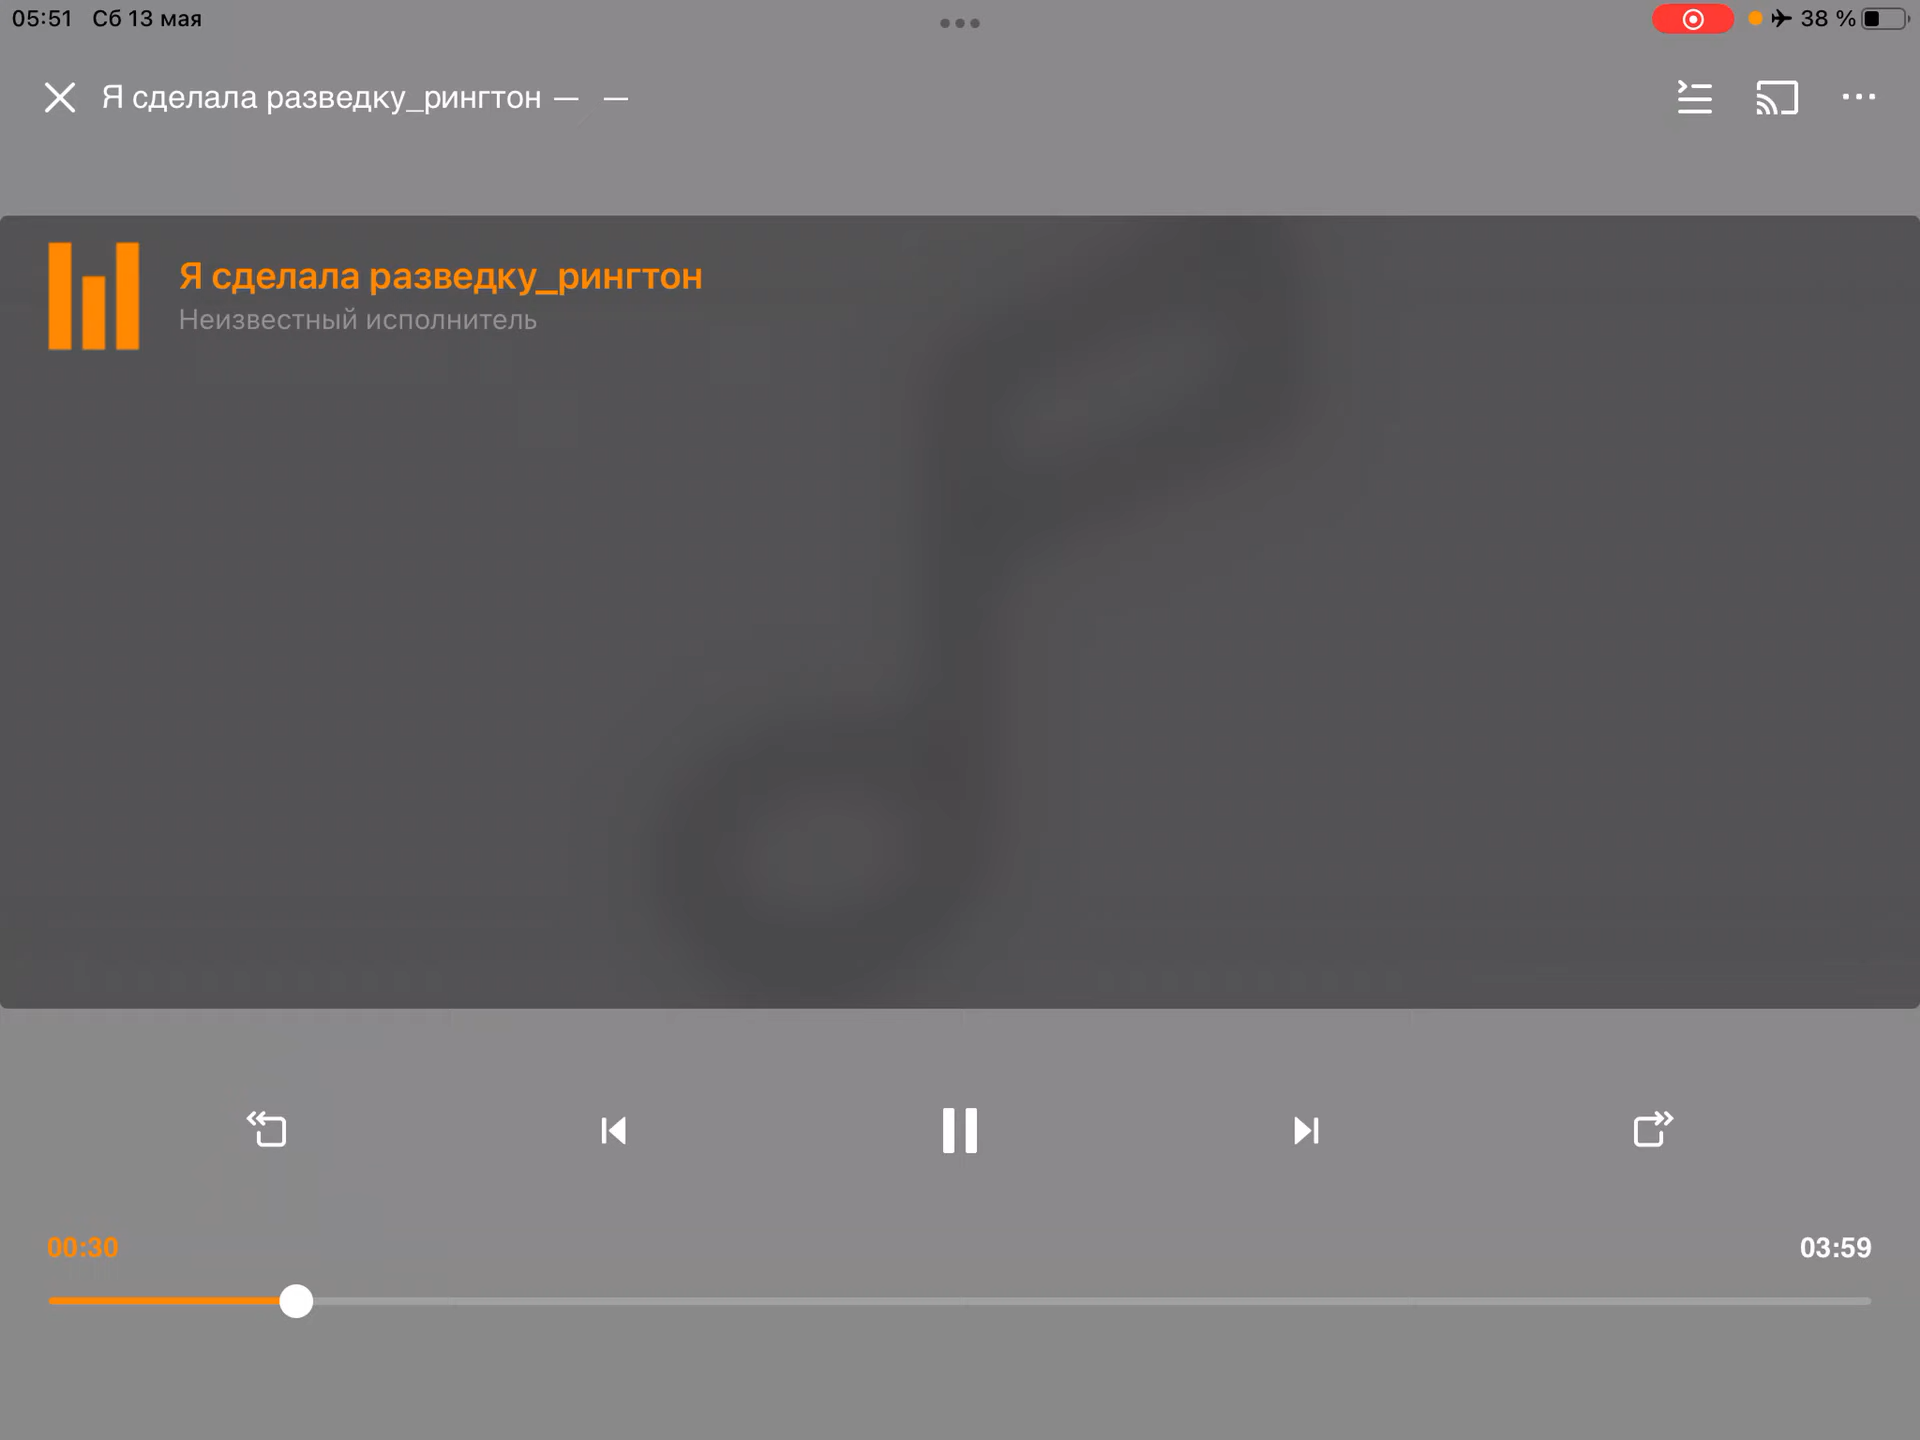 05:51 Сб 13 мая
38 %
Я сделала разведку_рингтон — —
Я сделала разведку_рингтон
Неизвестный исполнитель
00:30
03:59